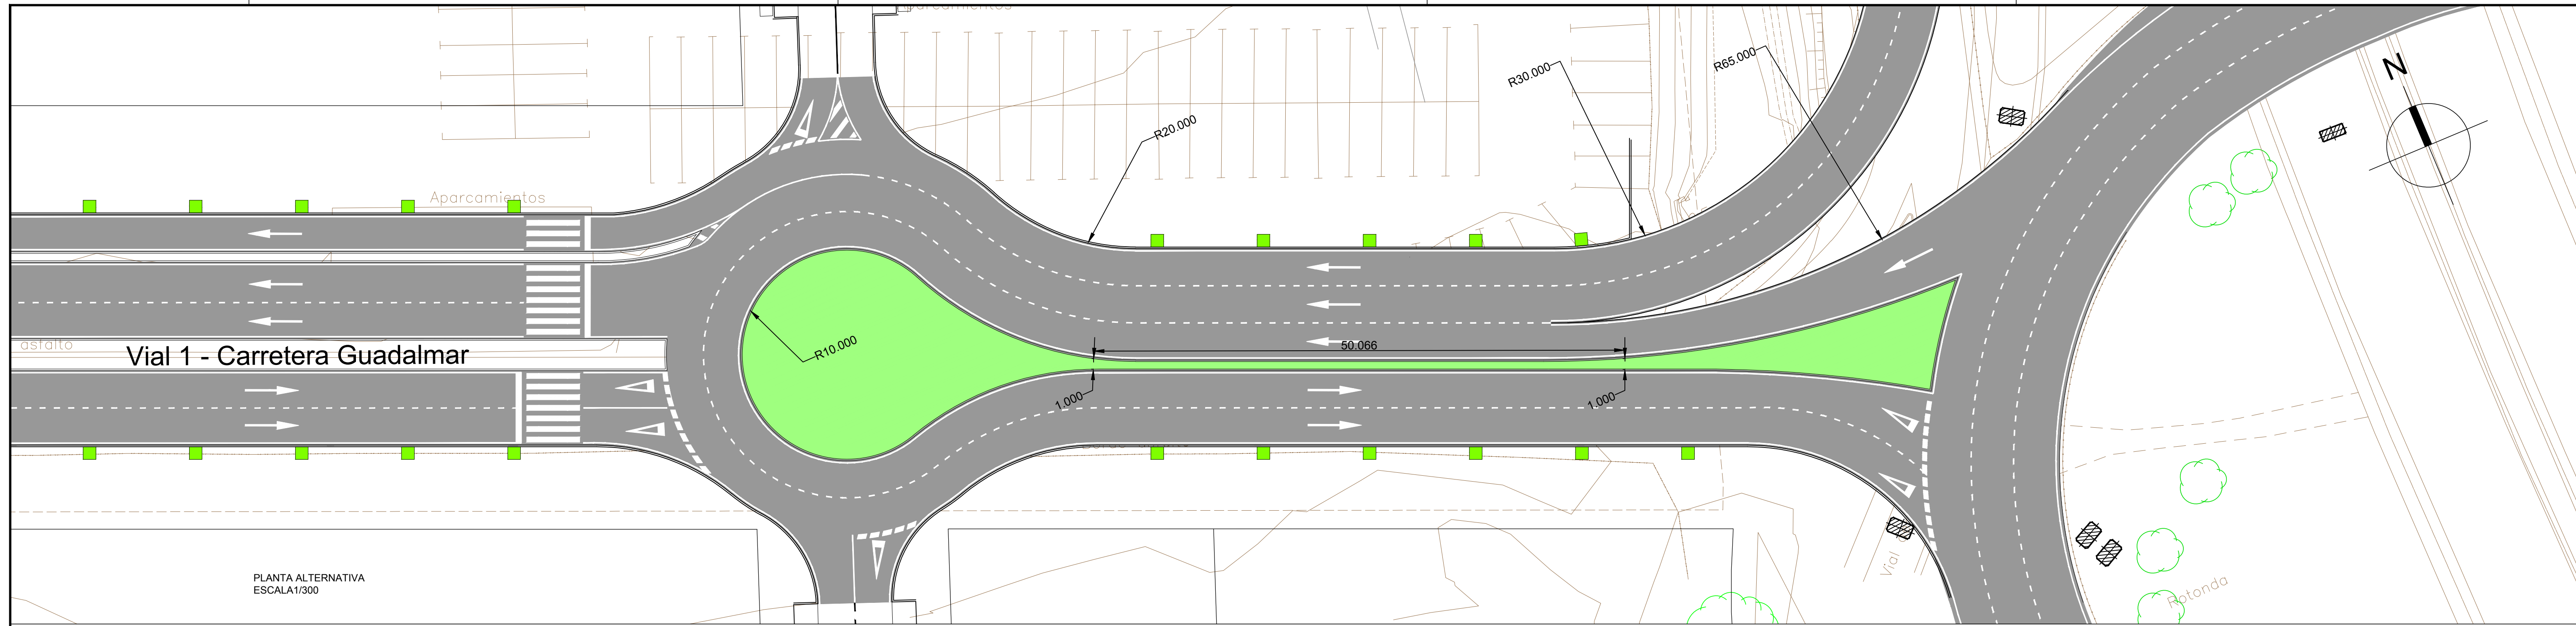 Aparcamientos
R30.000
R65.000
N
R20.000
Aparcamientos
asfalto
Vial 1 - Carretera Guadalmar
R10.000
50.066
1.000
1.000
Vial
PLANTA ALTERNATIVA
ESCALA1/300
Rotonda